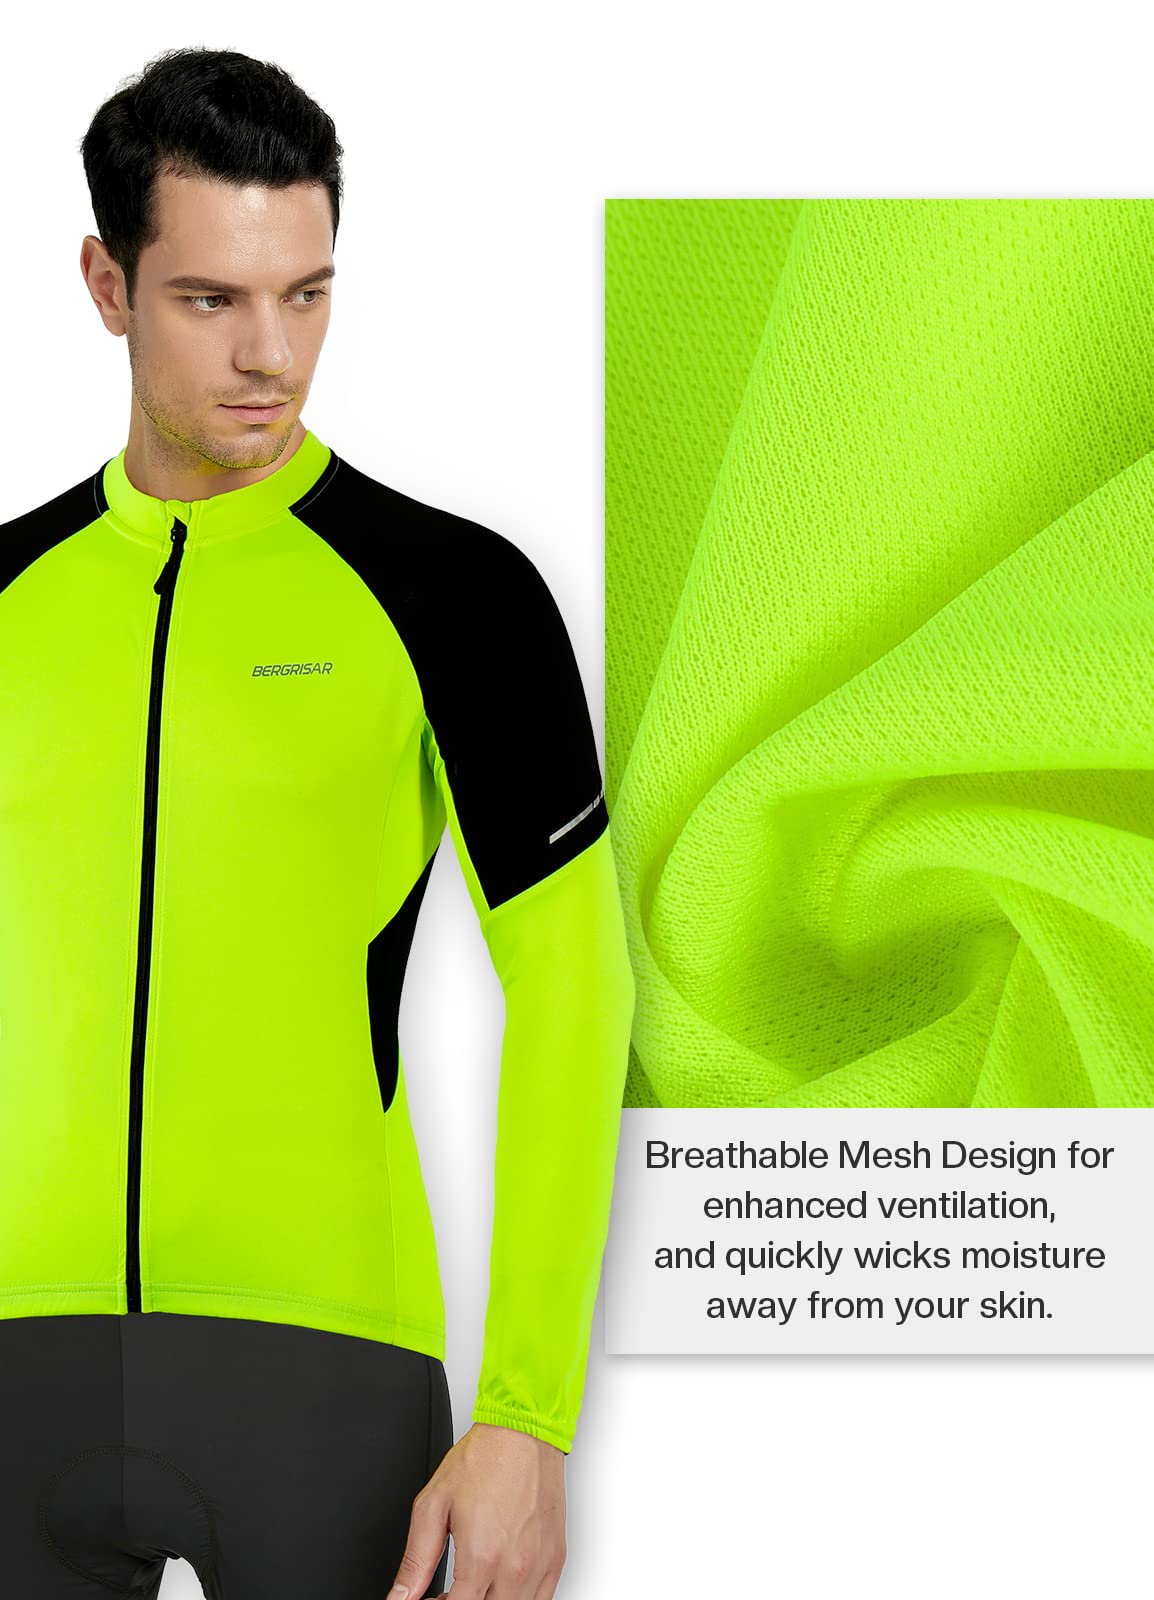 BERGRISAR
Breathable Mesh Design for
enhanced ventilation,
and quickly wicks moisture
away from your skin.